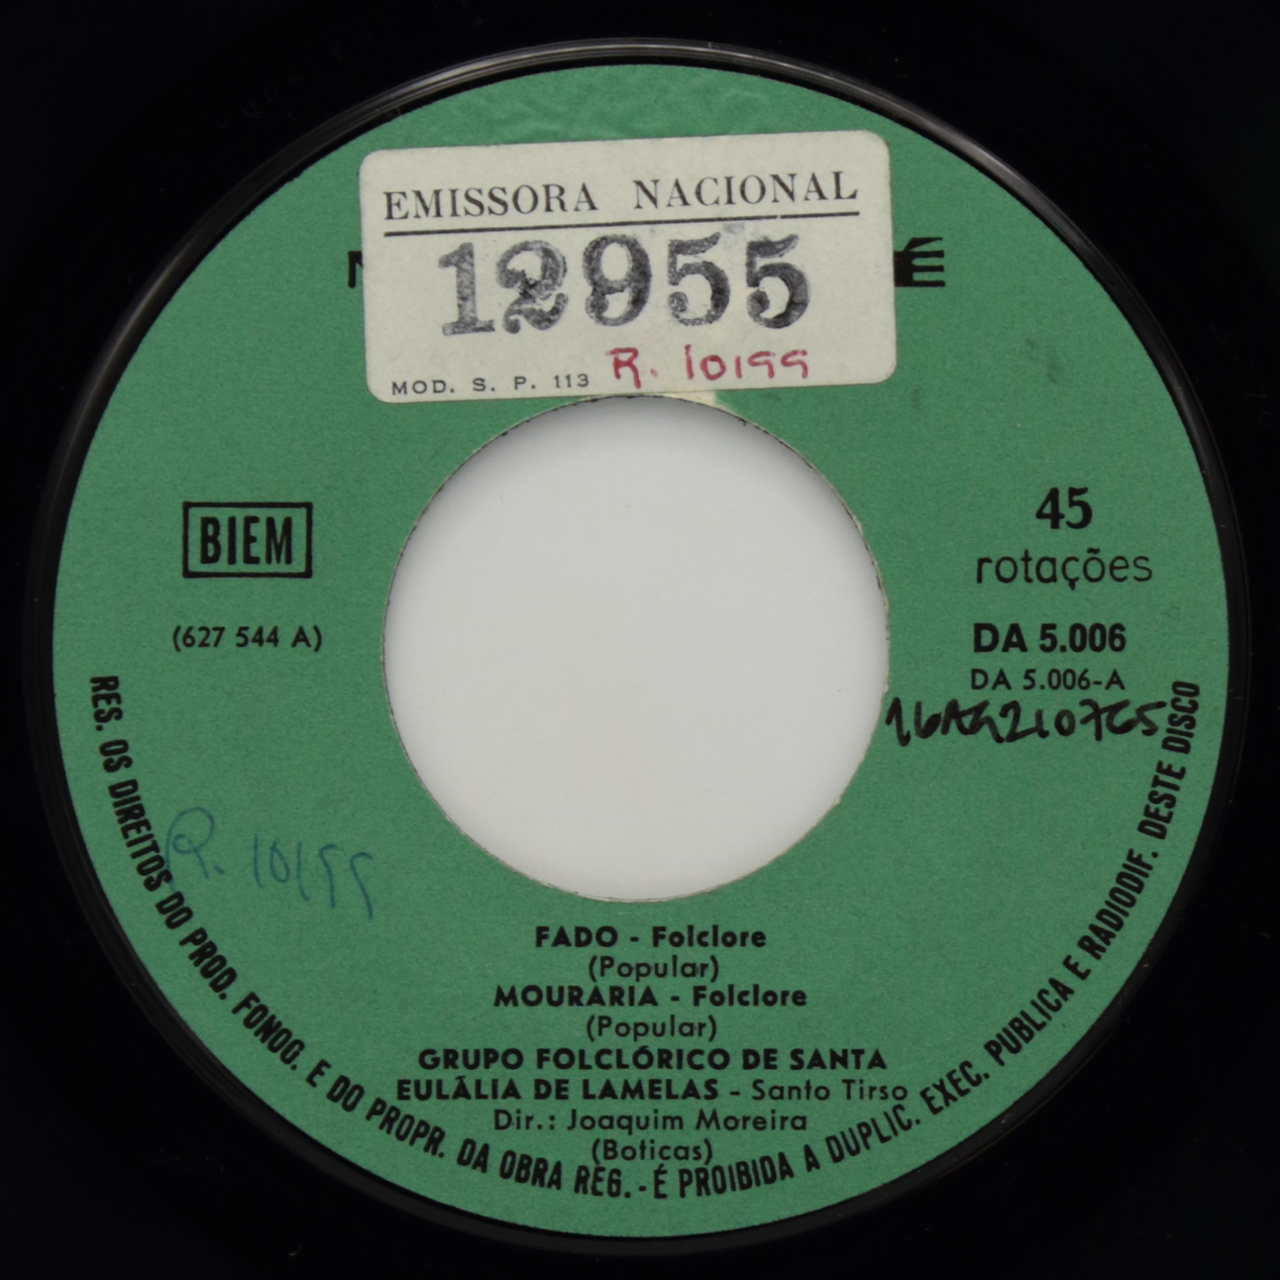 EMISSORA NACIONAL
12955
MOD. S. P. 113 R. 10199
BIEM
45
rotações
(627 544 A)
DA 5.006
DA 5.006-A
R. 10199
FADO - Folclore
(Popular)
MOURARIA - Folclore
(Popular)
GRUPO FOLCLÓRICO DE SANTA
EULÁLIA DE LAMELAS - Santo Tirso
Dir.: Joaquim Moreira
(Boticas)
RES. OS DIREITOS DO PROD. FONOG. E DO PROPR. DA OBRA REG. - É PROIBIDA A DUPLIC. EXEC. PUBLICA E RADIODIF. DESTE DISCO